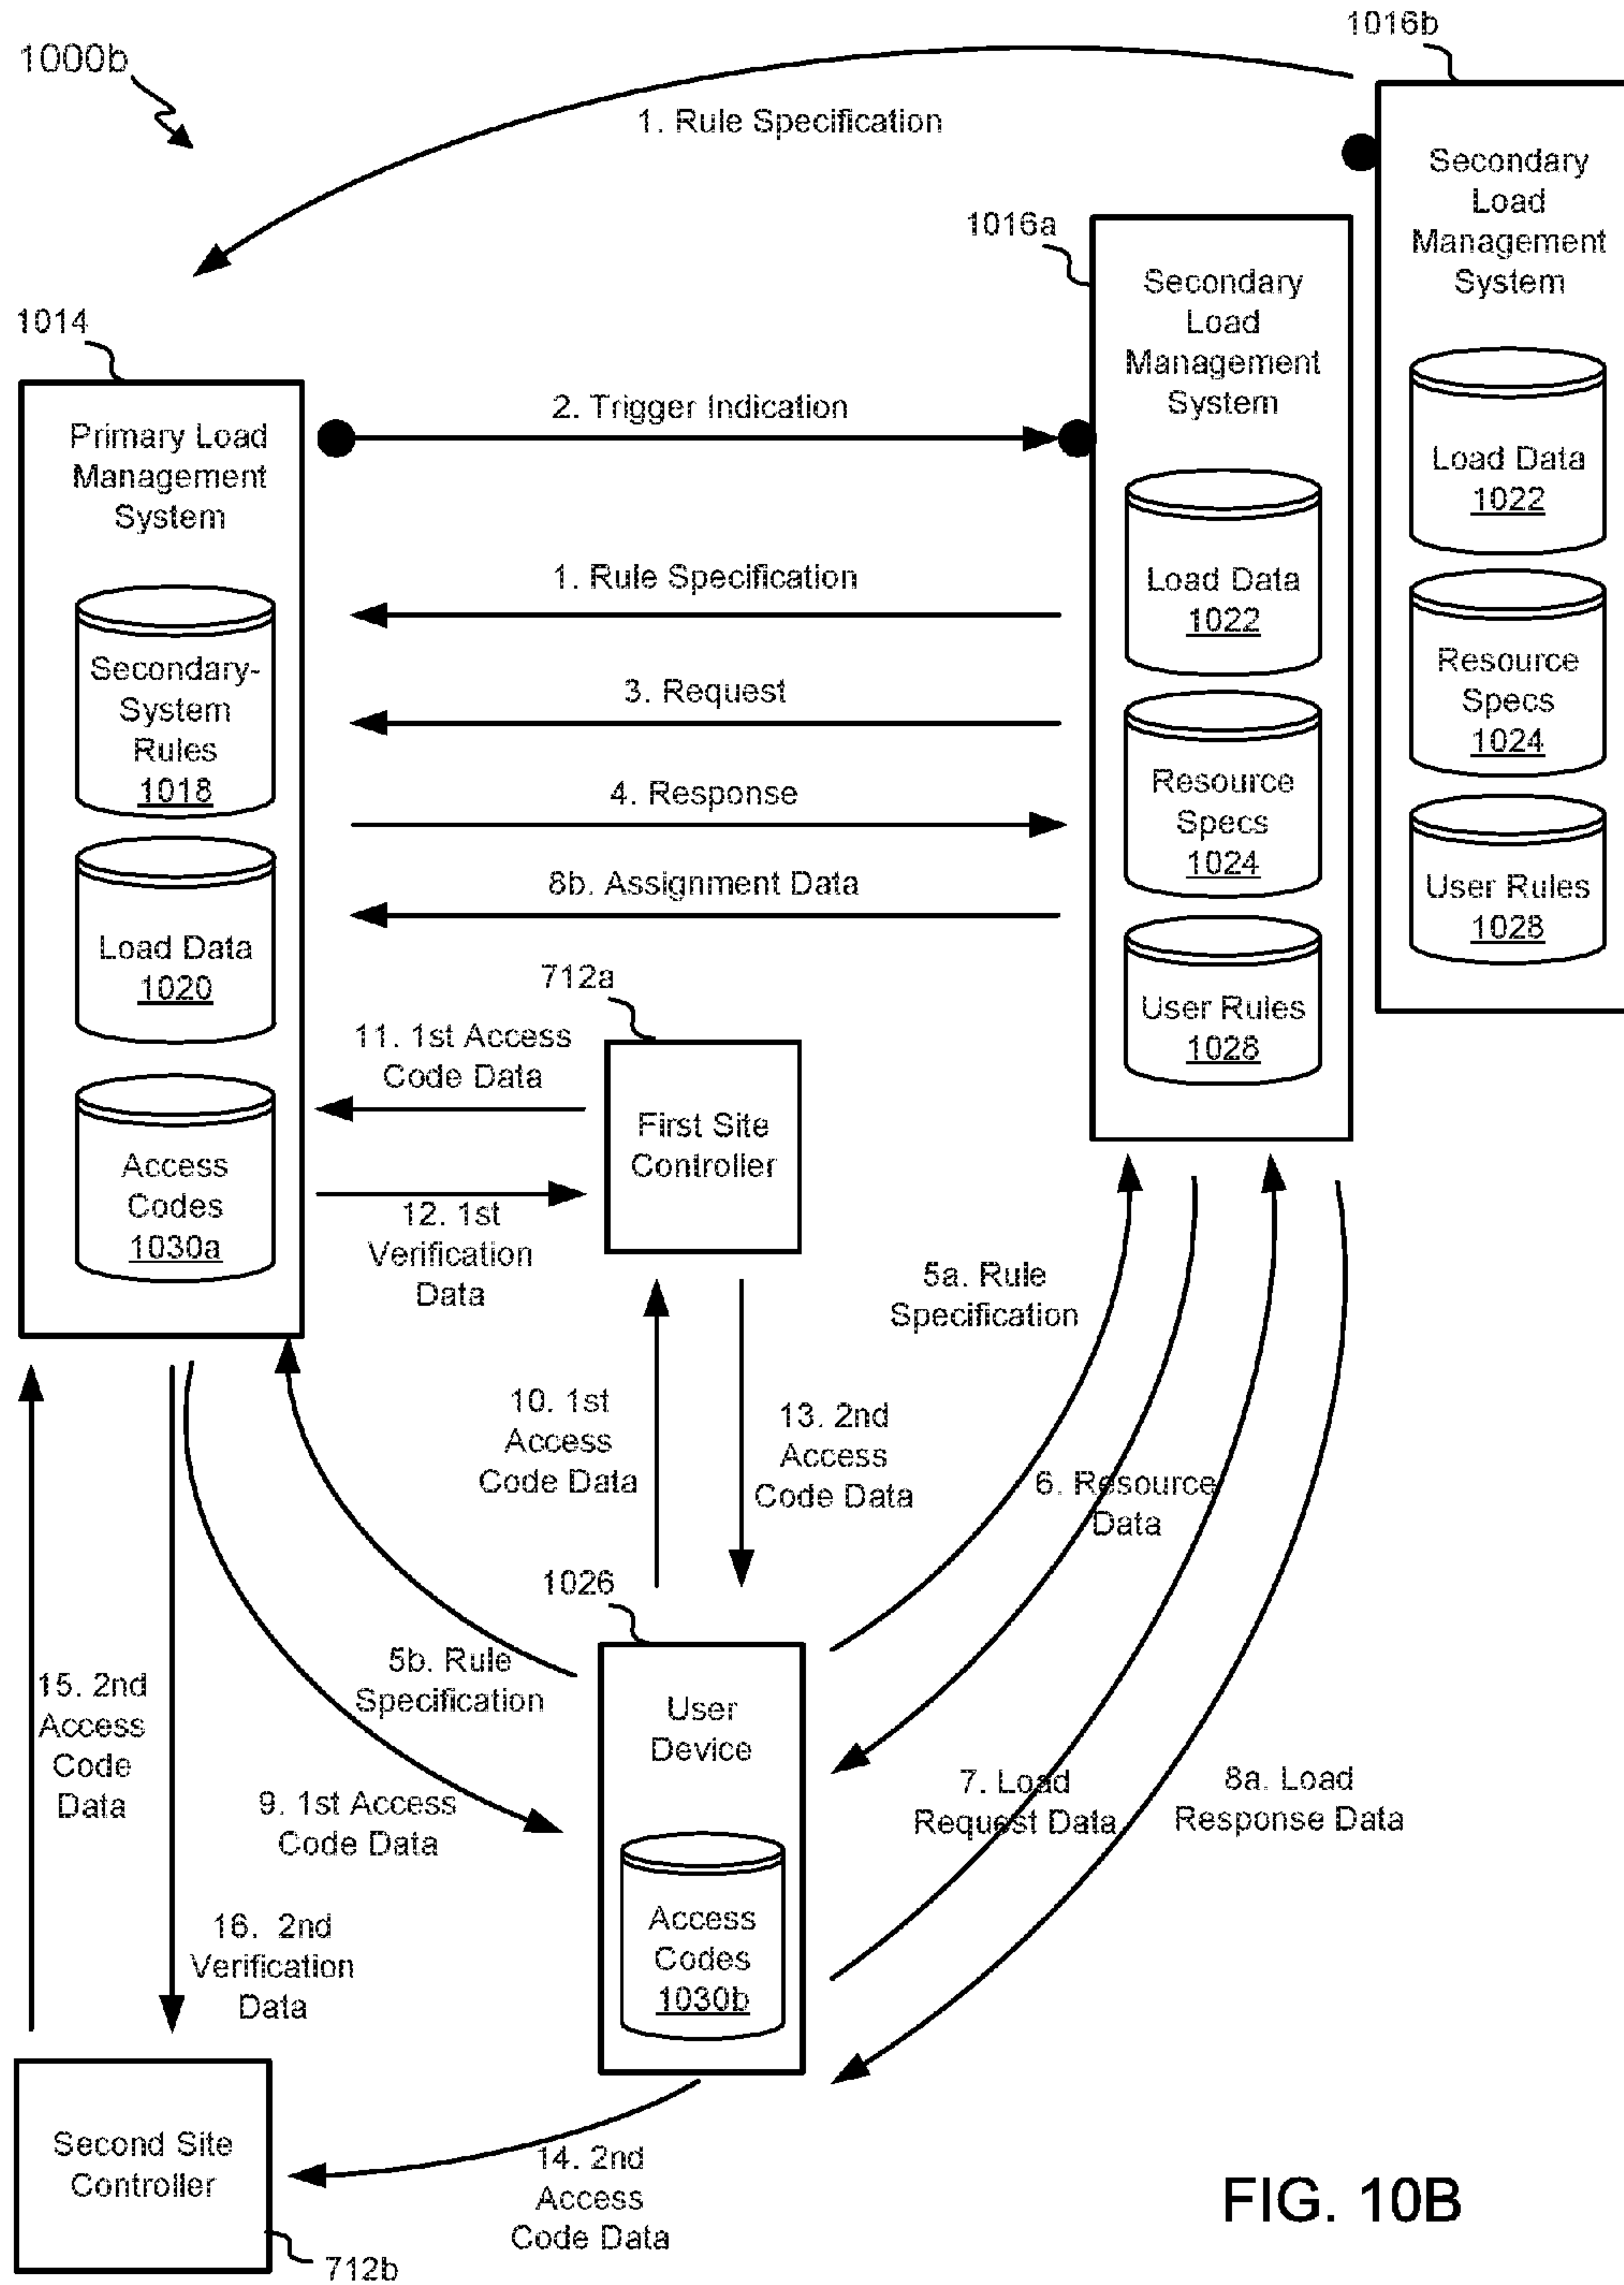 1000b
1016b
1. Rule Specification
Secondary
Load
Management
System
Load Data
1022
Resource
Specs
1024
User Rules
1028
1016a
Secondary
Load
Management
System
Load Data
1022
Resource
Specs
1024
User Rules
1028
1014
Primary Load
Management
System
Secondary-
System
Rules
1018
Load Data
1020
Access
Codes
1030a
2. Trigger Indication
1. Rule Specification
3. Request
4. Response
8b. Assignment Data
712a
First Site
Controller
11. 1st Access
Code Data
12. 1st
Verification
Data
10. 1st
Access
Code Data
13. 2nd
Access
Code Data
5a. Rule
Specification
6. Resource
Data
7. Load
Request Data
8a. Load
Response Data
1026
User
Device
Access
Codes
1030b
5b. Rule
Specification
9. 1st Access
Code Data
15. 2nd
Access
Code
Data
16. 2nd
Verification
Data
Second Site
Controller
712b
14. 2nd
Access
Code Data
FIG. 10B